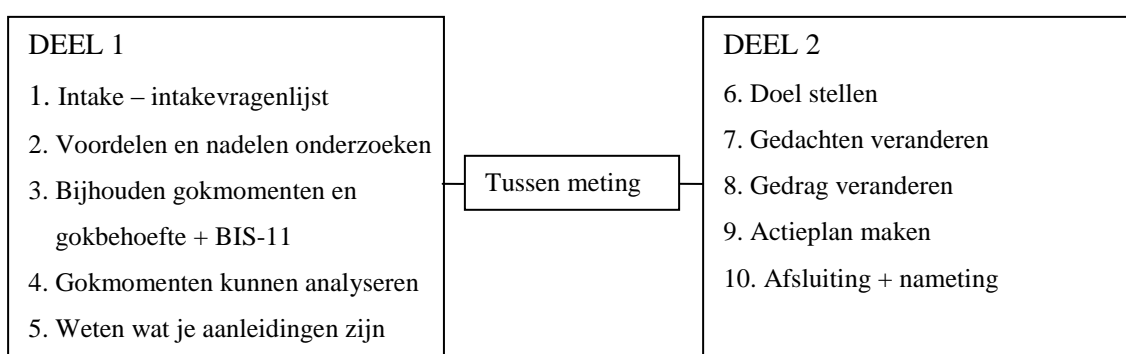 DEEL 1
1. Intake – intakevragenlijst
2. Voordelen en nadelen onderzoeken
3. Bijhouden gokmomenten en
gokbehoefte + BIS-11
4. Gokmomenten kunnen analyseren
5. Weten wat je aanleidingen zijn
Tussen meting
DEEL 2
6. Doel stellen
7. Gedachten veranderen
8. Gedrag veranderen
9. Actieplan maken
10. Afsluiting + nameting